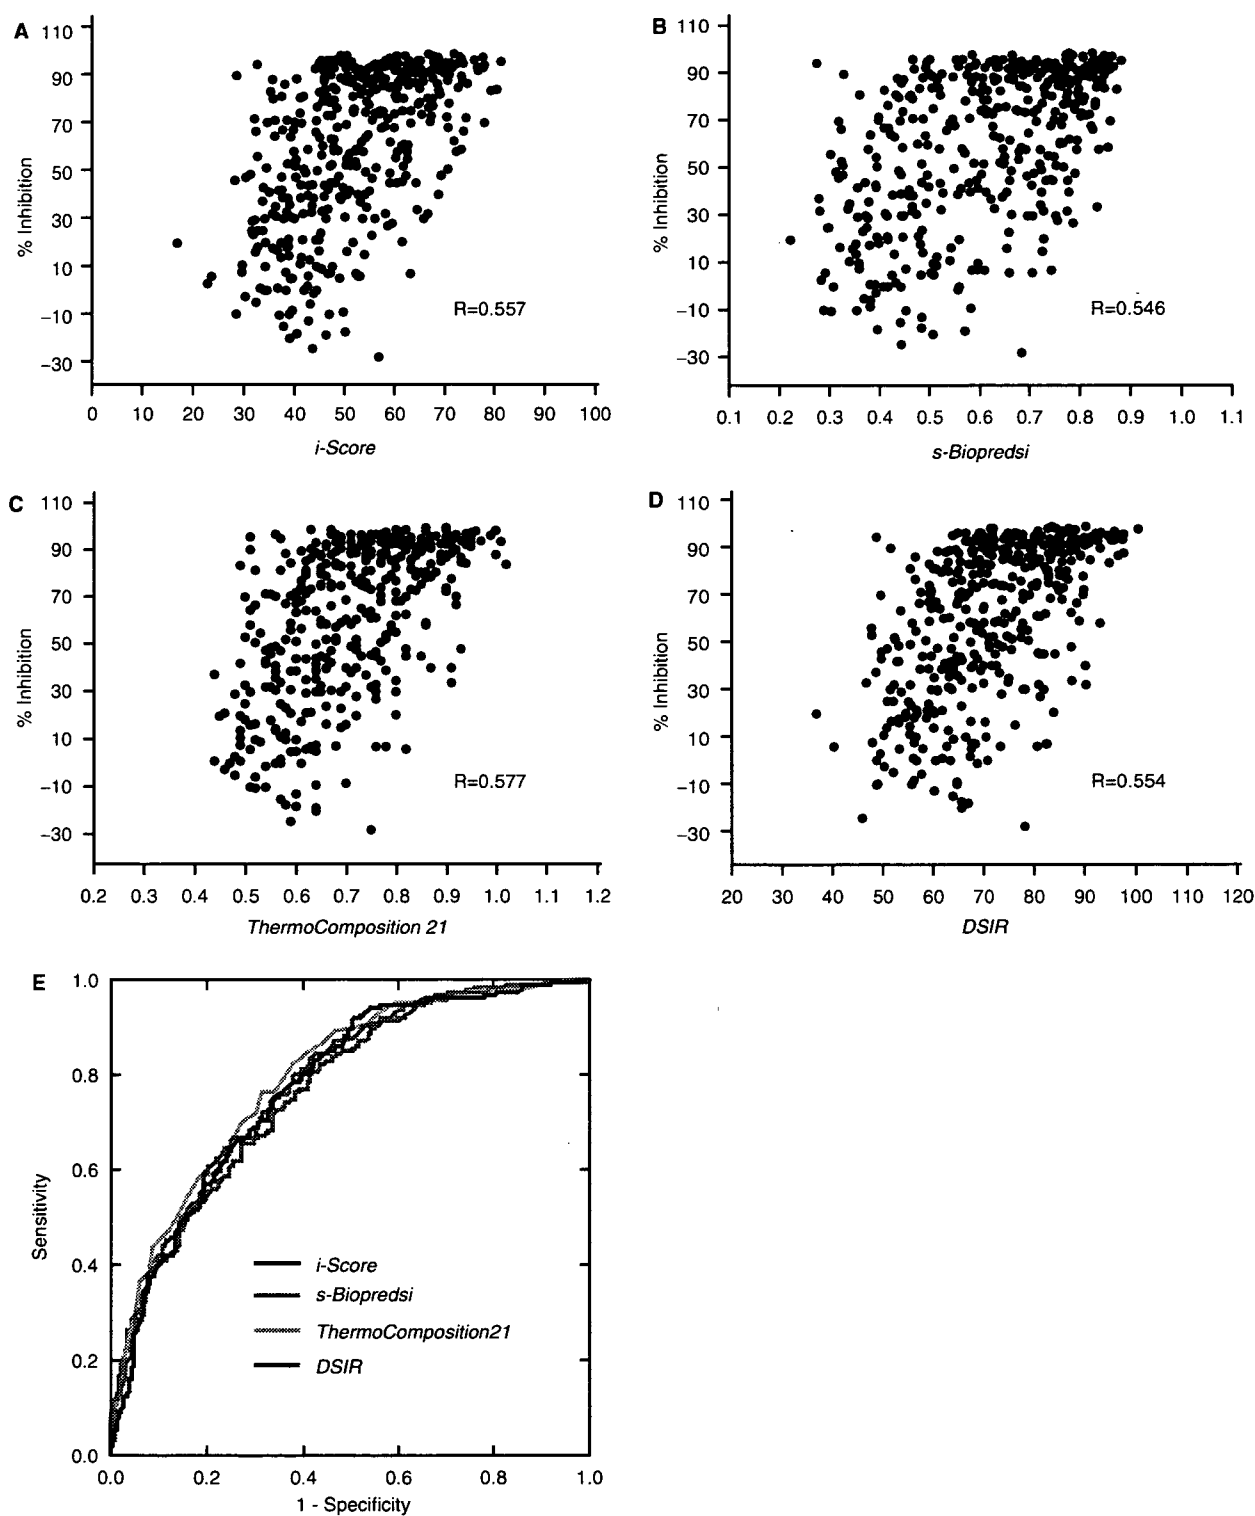 A
110
90
70
50
30
10
−10
−30
% Inhibition
R=0.557
0 10 20 30 40 50 60 70 80 90 100
i-Score
B
110
90
70
50
30
10
−10
−30
% Inhibition
R=0.546
0.1 0.2 0.3 0.4 0.5 0.6 0.7 0.8 0.9 1.0 1.1
s-Biopredsi
C
110
90
70
50
30
10
−10
−30
% Inhibition
R=0.577
0.2 0.3 0.4 0.5 0.6 0.7 0.8 0.9 1.0 1.1 1.2
ThermoComposition 21
D
110
90
70
50
30
10
−10
−30
% Inhibition
R=0.554
20 30 40 50 60 70 80 90 100 110 120
DSIR
E
1.0
0.8
0.6
0.4
0.2
0.0
Sensitivity
i-Score
s-Biopredsi
ThermoComposition21
DSIR
0.0 0.2 0.4 0.6 0.8 1.0
1 - Specificity